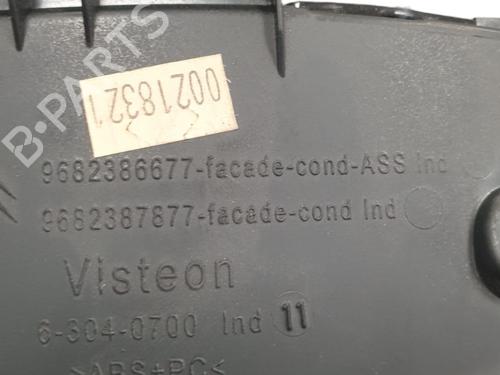 B-PARTS
00218321
9682386677-facade-cond-ASS Ind
9682387877-facade-cond Ind
Visteon
6-304-0700 Ind 11
>ABS+PC<